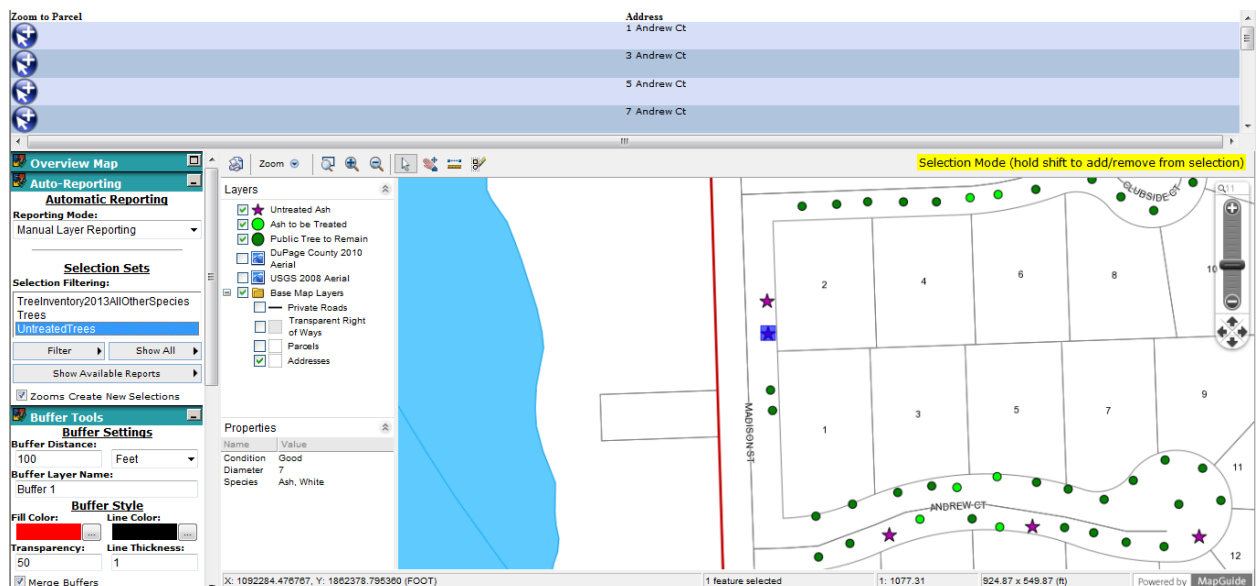 Zoom to Parcel Address
1 Andrew Ct
3 Andrew Ct
5 Andrew Ct
7 Andrew Ct
Overview Map
Auto-Reporting
Automatic Reporting
Reporting Mode:
Manual Layer Reporting
Selection Sets
Selection Filtering:
TreeInventory2013AllOtherSpecies
Trees
UntreatedTrees
Filter Show All
Show Available Reports
Zooms Create New Selections
Buffer Tools
Buffer Settings
Buffer Distance:
100 Feet
Buffer Layer Name:
Buffer 1
Buffer Style
Fill Color: Line Color:
... ...
Transparency: Line Thickness:
50 1
Merge Buffers
Zoom
Selection Mode (hold shift to add/remove from selection)
Layers
Untreated Ash
Ash to be Treated
Public Tree to Remain
DuPage County 2010
Aerial
USGS 2008 Aerial
Base Map Layers
Private Roads
Transparent Right
of Ways
Parcels
Addresses
Properties
Name Value
Condition Good
Diameter 7
Species Ash, White
CLUBSIDE CT
11
2 4 6 8 10
1 3 5 7 9
MADISON ST
11
ANDREW CT
12
X: 1092284.476767, Y: 1862378.795360 (FOOT) 1 feature selected 1: 1077.31 924.87 x 549.87 (ft) Powered by MapGuide